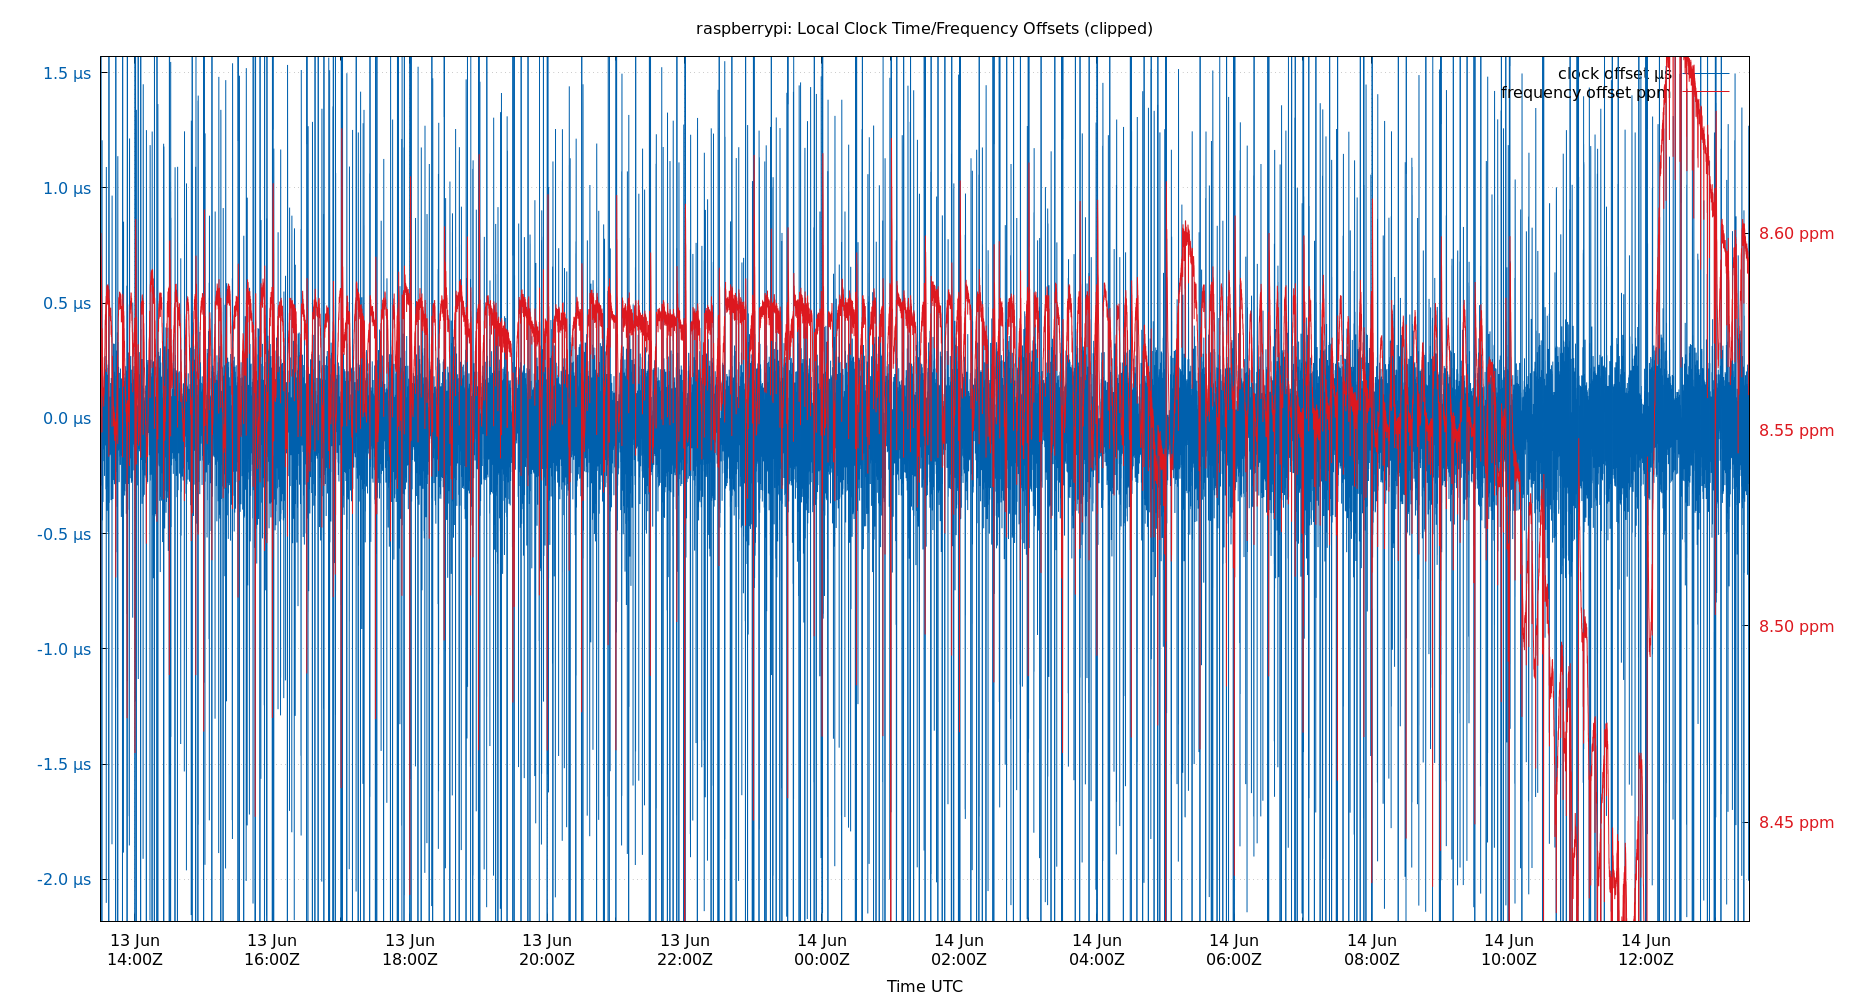 raspberrypi: Local Clock Time/Frequency Offsets (clipped)
clock offset µs
frequency offset ppm
1.5 µs
1.0 µs
0.5 µs
0.0 µs
-0.5 µs
-1.0 µs
-1.5 µs
-2.0 µs
8.60 ppm
8.55 ppm
8.50 ppm
8.45 ppm
13 Jun 13 Jun 13 Jun 13 Jun 13 Jun 14 Jun 14 Jun 14 Jun 14 Jun 14 Jun 14 Jun 14 Jun
14:00Z 16:00Z 18:00Z 20:00Z 22:00Z 00:00Z 02:00Z 04:00Z 06:00Z 08:00Z 10:00Z 12:00Z
Time UTC